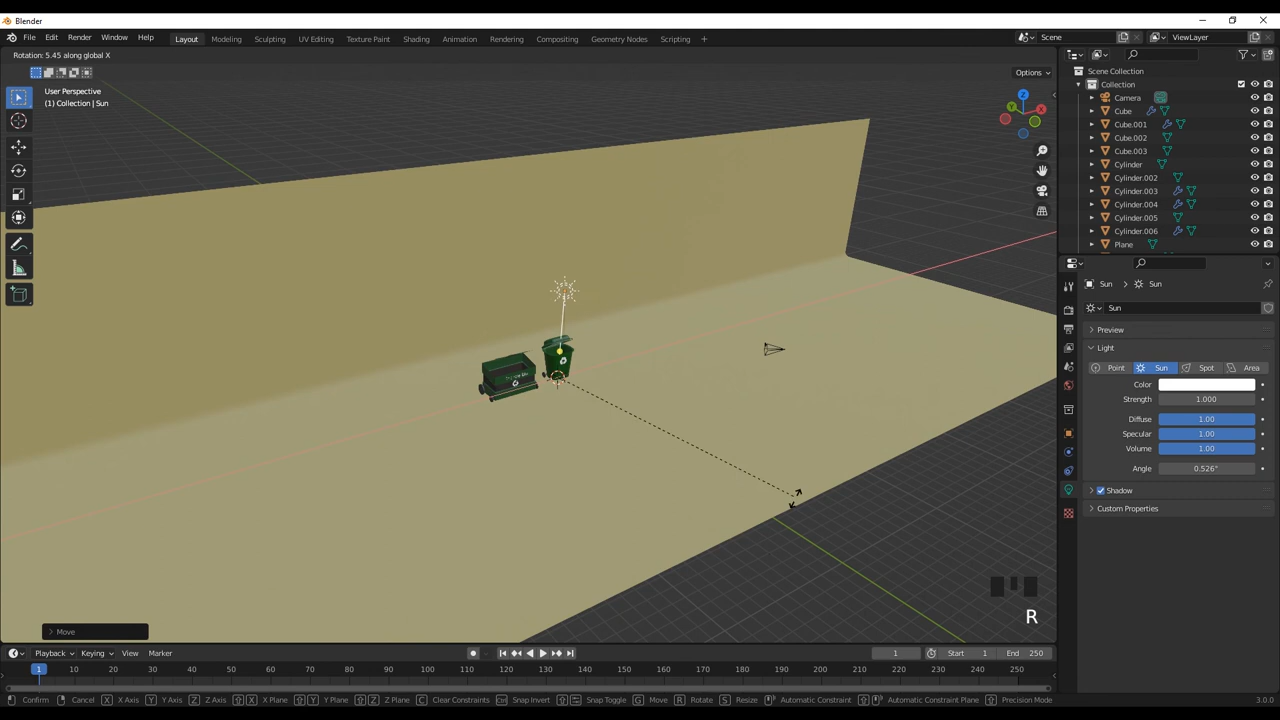 Blender
File Edit Render Window Help Layout Modeling Sculpting UV Editing Texture Paint Shading Animation Rendering Compositing Geometry Nodes Scripting + Scene ViewLayer
Rotation: 5.45 along global X
Options
User Perspective
(1) Collection | Sun
Z
Y
X
Scene Collection
Collection
Camera
Cube
Cube.001
Cube.002
Cube.003
Cylinder
Cylinder.002
Cylinder.003
Cylinder.004
Cylinder.005
Cylinder.006
Plane
Sun > Sun
Sun
Preview
Light
Point Sun Spot Area
Color
Strength 1.000
Diffuse 1.00
Specular 1.00
Volume 1.00
Angle 0.526°
Shadow
Custom Properties
R
Move
Playback Keying View Marker 1 Start 1 End 250
1 10 20 30 40 50 60 70 80 90 100 110 120 130 140 150 160 170 180 190 200 210 220 230 240 250
Confirm Cancel X X Axis Y Y Axis Z Z Axis X X Plane Y Y Plane Z Z Plane C Clear Constraints Snap Invert Snap Toggle G Move R Rotate S Resize Automatic Constraint Automatic Constraint Plane Precision Mode 3.0.0